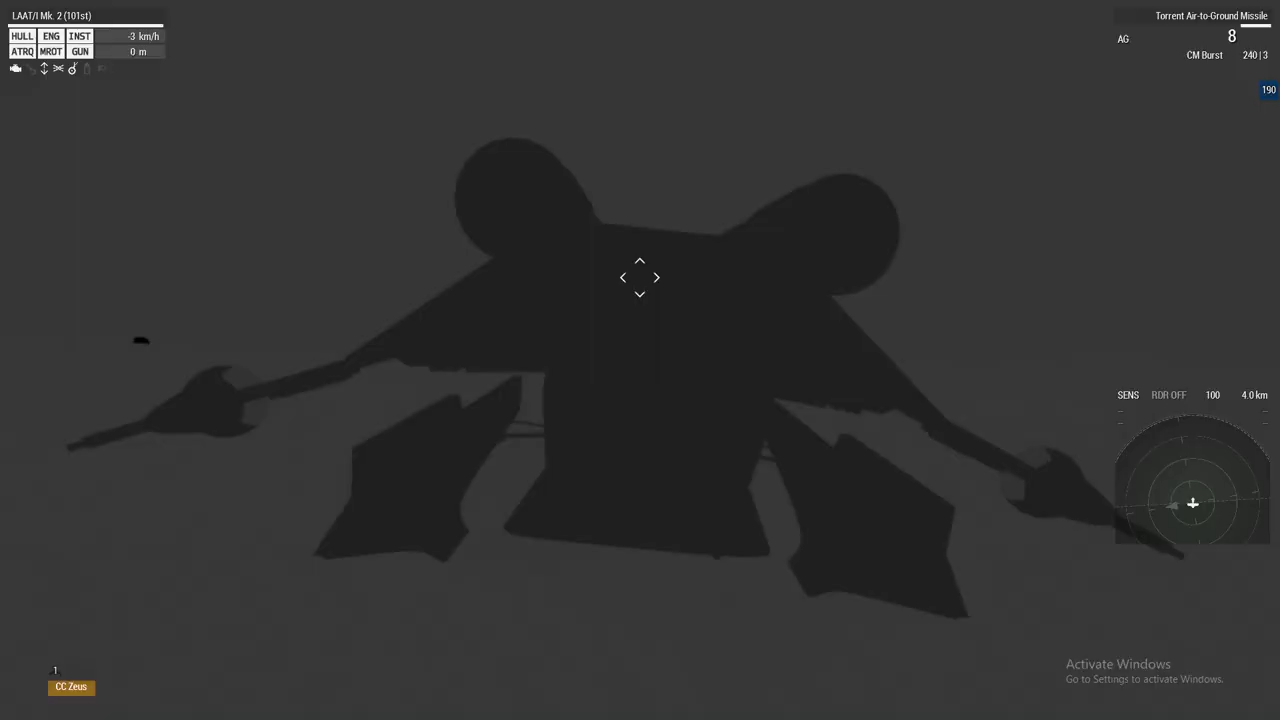 LAAT/I Mk. 2 (101st)
HULL ENG INST -3 km/h
ATRQ MROT GUN 0 m
Torrent Air-to-Ground Missile
AG 8
CM Burst 240 | 3
190
SENS RDR OFF 100 4.0 km
1
CC Zeus
Activate Windows
Go to Settings to activate Windows.